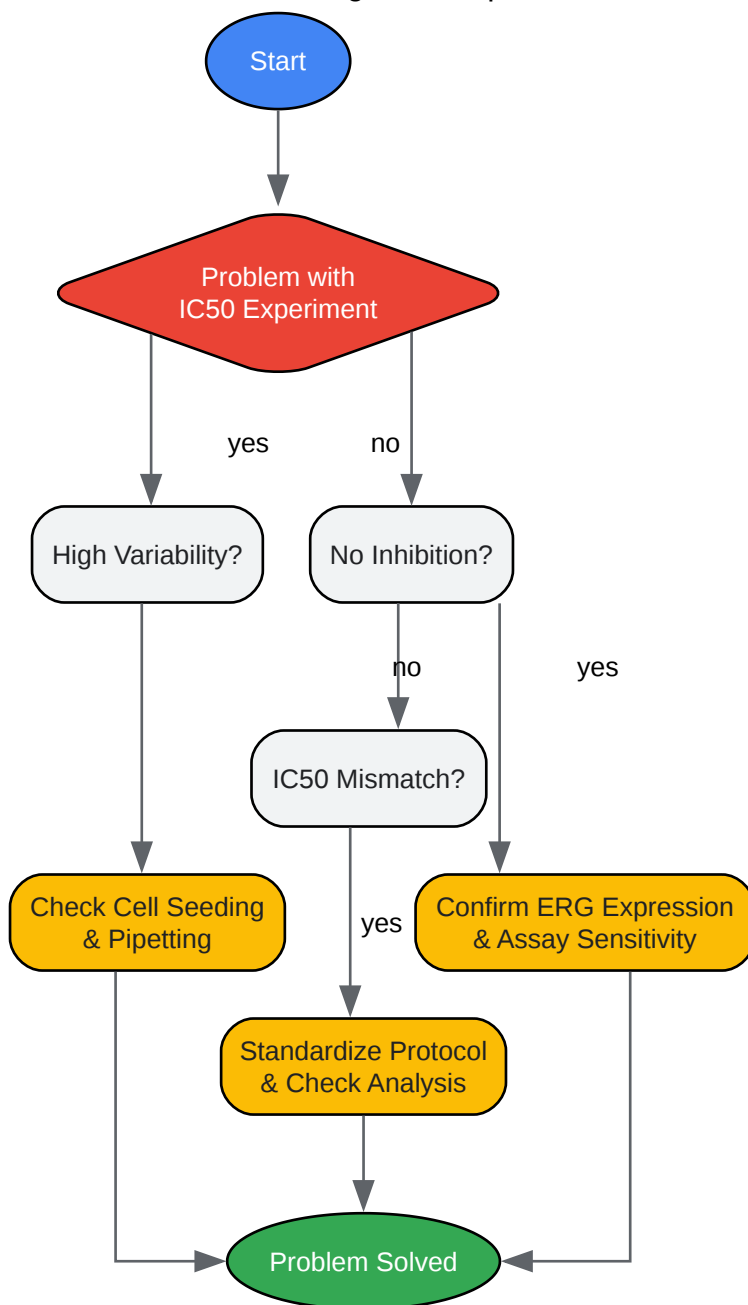 Start
Problem with
IC50 Experiment
yes
no
High Variability?
No Inhibition?
no
yes
IC50 Mismatch?
Check Cell Seeding
& Pipetting
yes
Confirm ERG Expression
& Assay Sensitivity
Standardize Protocol
& Check Analysis
Problem Solved